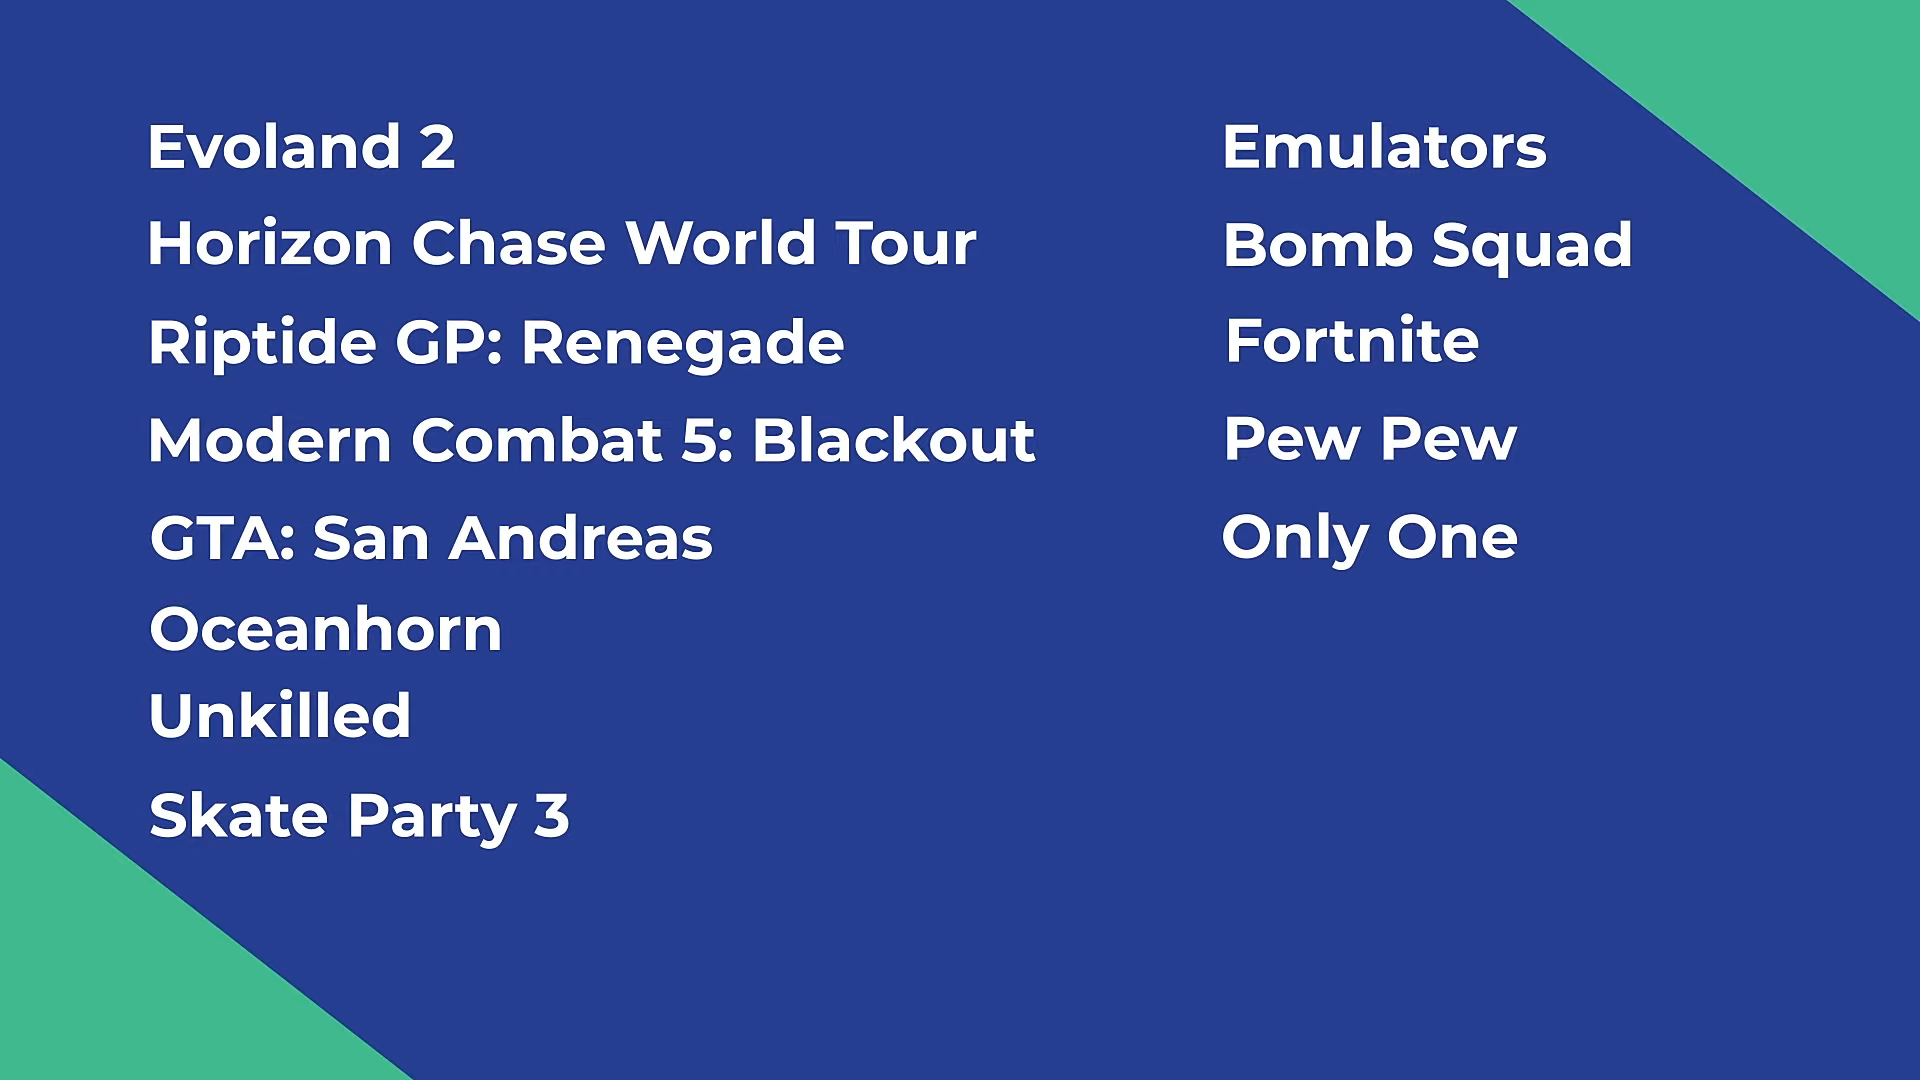 Evoland 2
Horizon Chase World Tour
Riptide GP: Renegade
Modern Combat 5: Blackout
GTA: San Andreas
Oceanhorn
Unkilled
Skate Party 3
Emulators
Bomb Squad
Fortnite
Pew Pew
Only One